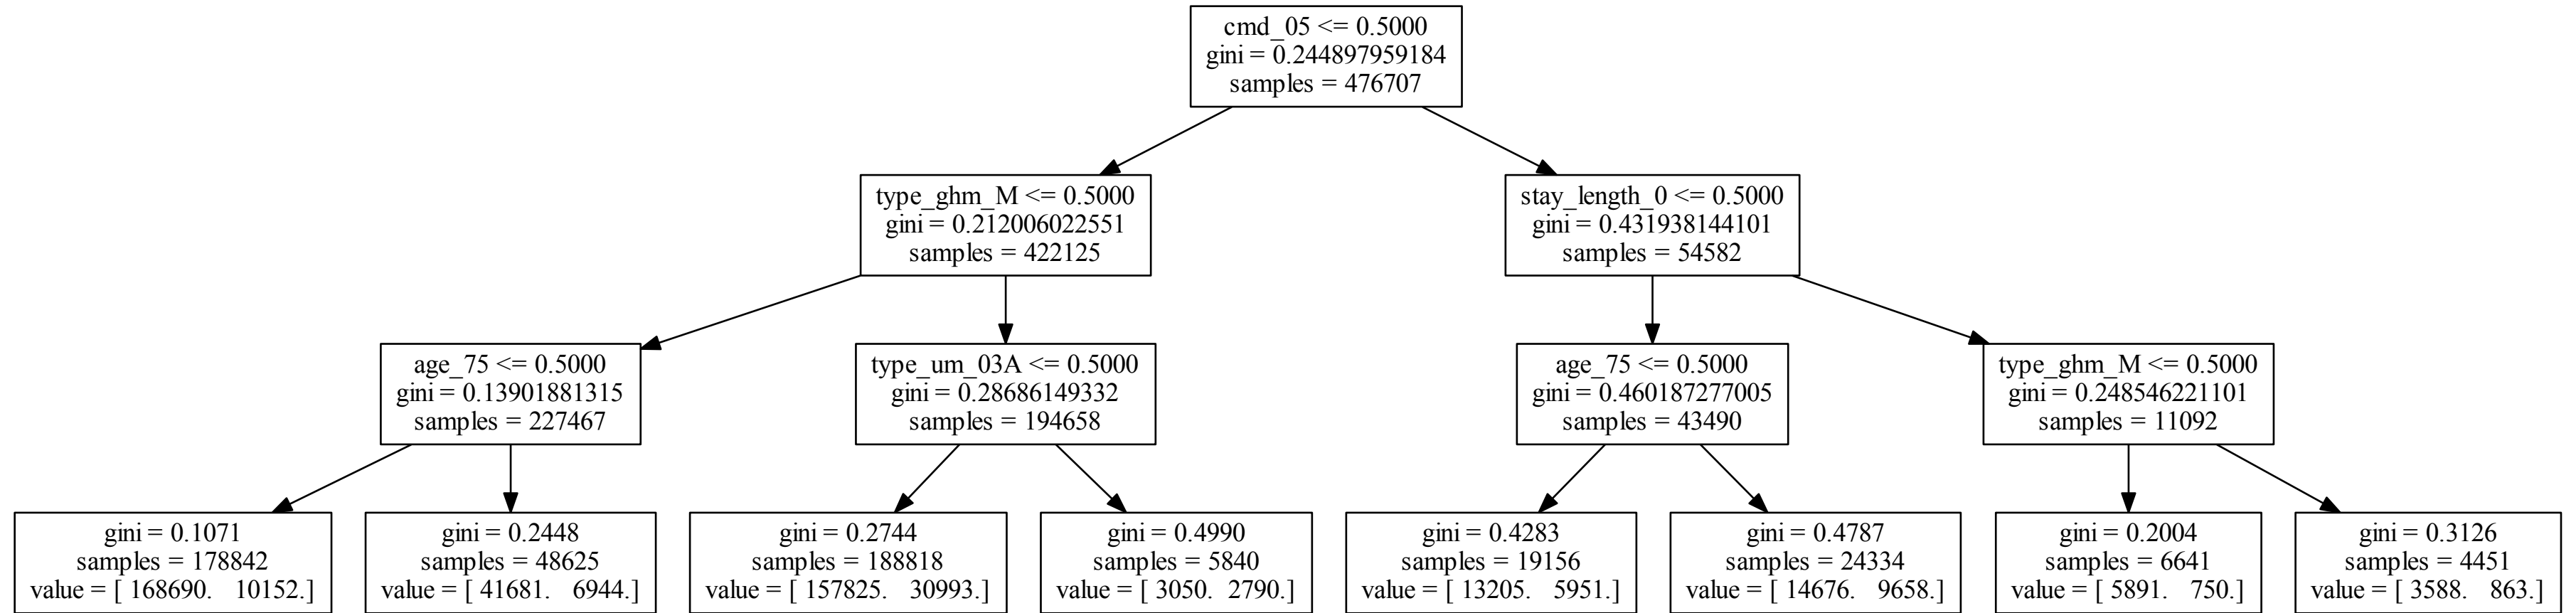 cmd_05 <= 0.5000
gini = 0.244897959184
samples = 476707
type_ghm_M <= 0.5000
gini = 0.212006022551
samples = 422125
stay_length_0 <= 0.5000
gini = 0.431938144101
samples = 54582
age_75 <= 0.5000
gini = 0.13901881315
samples = 227467
type_um_03A <= 0.5000
gini = 0.28686149332
samples = 194658
age_75 <= 0.5000
gini = 0.460187277005
samples = 43490
type_ghm_M <= 0.5000
gini = 0.248546221101
samples = 11092
gini = 0.1071
samples = 178842
value = [ 168690.   10152.]
gini = 0.2448
samples = 48625
value = [ 41681.   6944.]
gini = 0.2744
samples = 188818
value = [ 157825.   30993.]
gini = 0.4990
samples = 5840
value = [ 3050.  2790.]
gini = 0.4283
samples = 19156
value = [ 13205.   5951.]
gini = 0.4787
samples = 24334
value = [ 14676.   9658.]
gini = 0.2004
samples = 6641
value = [ 5891.   750.]
gini = 0.3126
samples = 4451
value = [ 3588.   863.]